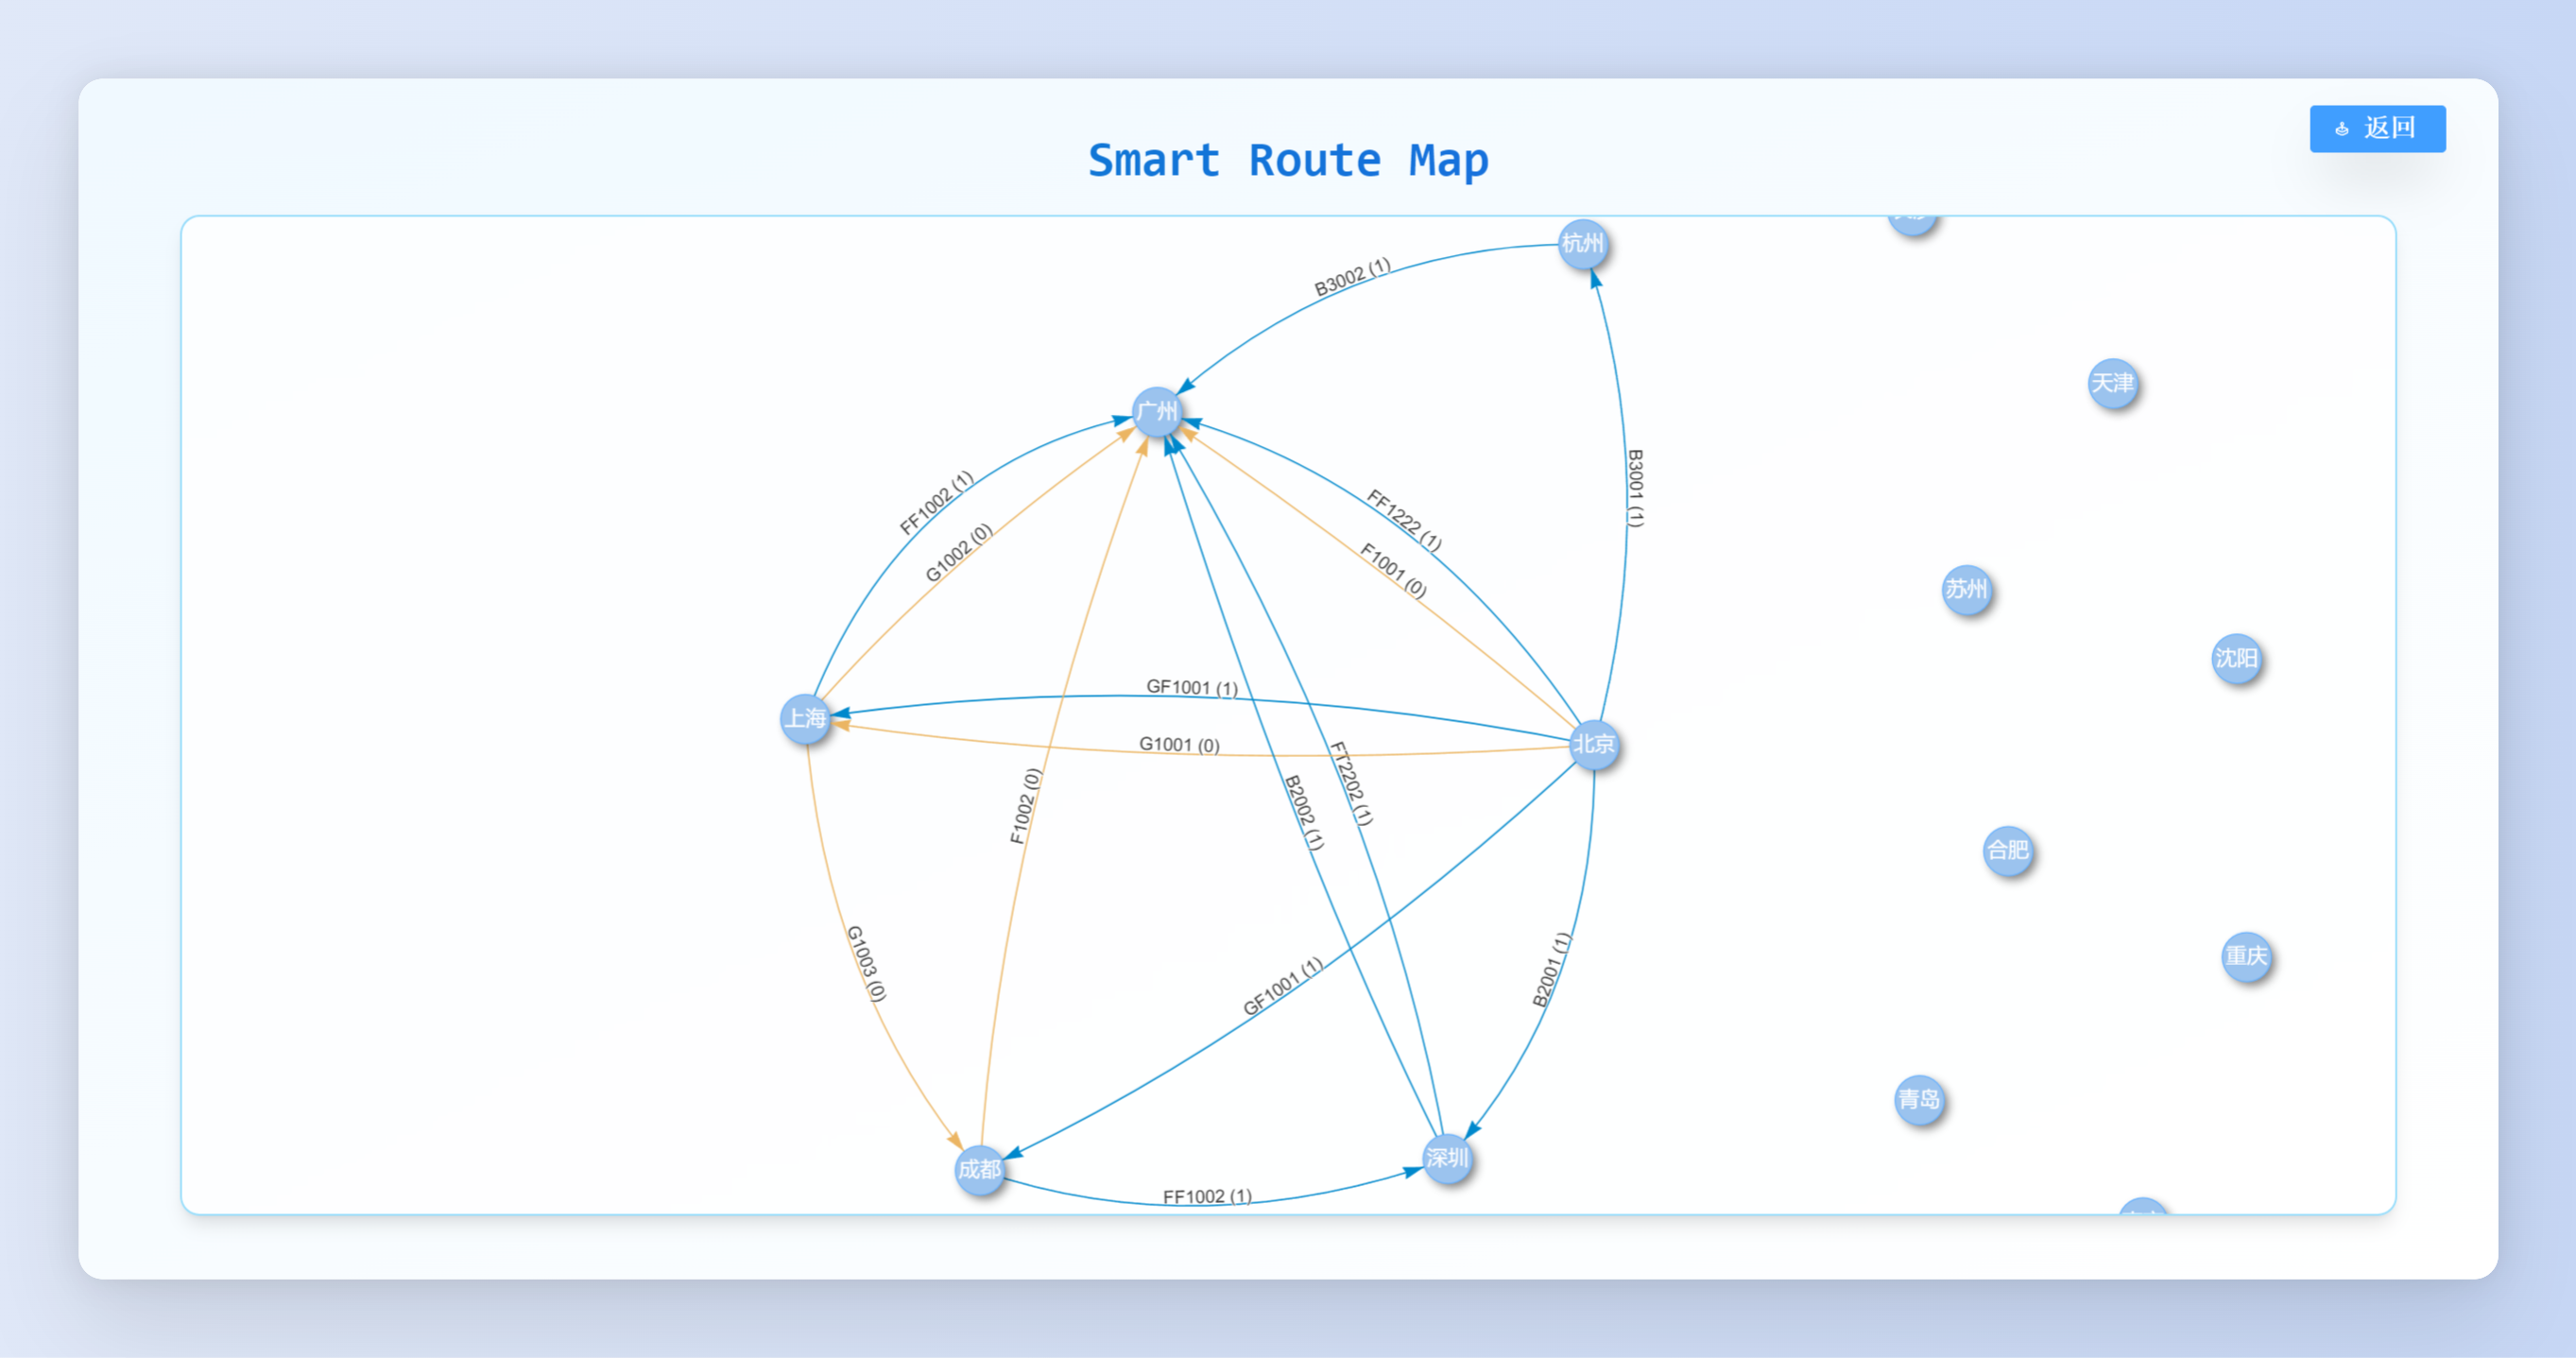 返回
Smart Route Map
杭州
B3002 (1)
天津
广州
B3001 (1)
FF1002 (1)
FF1222 (1)
G1002 (0)
F1001 (0)
苏州
沈阳
GF1001 (1)
上海
G1001 (0)
北京
F1002 (0)
B2002 (1)
FT2202 (1)
合肥
G1003 (0)
重庆
B2001 (1)
GF1001 (1)
青岛
成都
深圳
FF1002 (1)